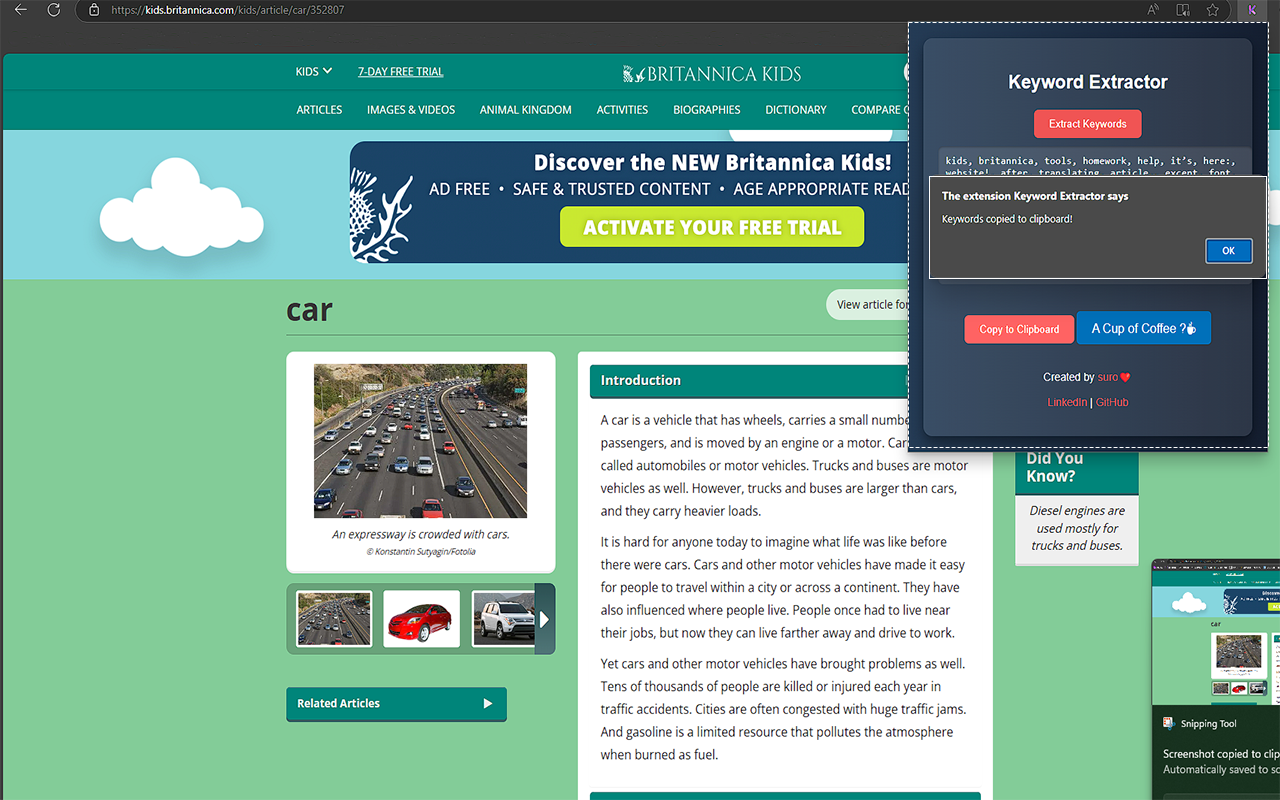 https://kids.britannica.com/kids/article/car/352807
KIDS
7-DAY FREE TRIAL
BRITANNICA KIDS
ARTICLES
IMAGES & VIDEOS
ANIMAL KINGDOM
ACTIVITIES
BIOGRAPHIES
DICTIONARY
COMPARE
Discover the NEW Britannica Kids!
AD FREE • SAFE & TRUSTED CONTENT • AGE APPROPRIATE READ
ACTIVATE YOUR FREE TRIAL
car
View article for
An expressway is crowded with cars.
© Konstantin Sutyagin/Fotolia
Related Articles
Introduction
A car is a vehicle that has wheels, carries a small
passengers, and is moved by an engine or a motor.
called automobiles or motor vehicles. Trucks and buses are motor
vehicles as well. However, trucks and buses are larger than cars,
and they carry heavier loads.
It is hard for anyone today to imagine what life was like before
there were cars. Cars and other motor vehicles have made it easy
for people to travel within a city or across a continent. They have
also influenced where people live. People once had to live near
their jobs, but now they can live farther away and drive to work.
Yet cars and other motor vehicles have brought problems as well.
Tens of thousands of people are killed or injured each year in
traffic accidents. Cities are often congested with huge traffic jams.
And gasoline is a limited resource that pollutes the atmosphere
when burned as fuel.
Keyword Extractor
Extract Keywords
kids, britannica, tools, homework, help, it's, here:,
website!, after, translating, article, except, font
The extension Keyword Extractor says
Keywords copied to clipboard!
OK
Copy to Clipboard
A Cup of Coffee ?
Created by suro
LinkedIn | GitHub
Did You
Know?
Diesel engines are
used mostly for
trucks and buses.
car
Snipping Tool
Screenshot copied to clip
Automatically saved to